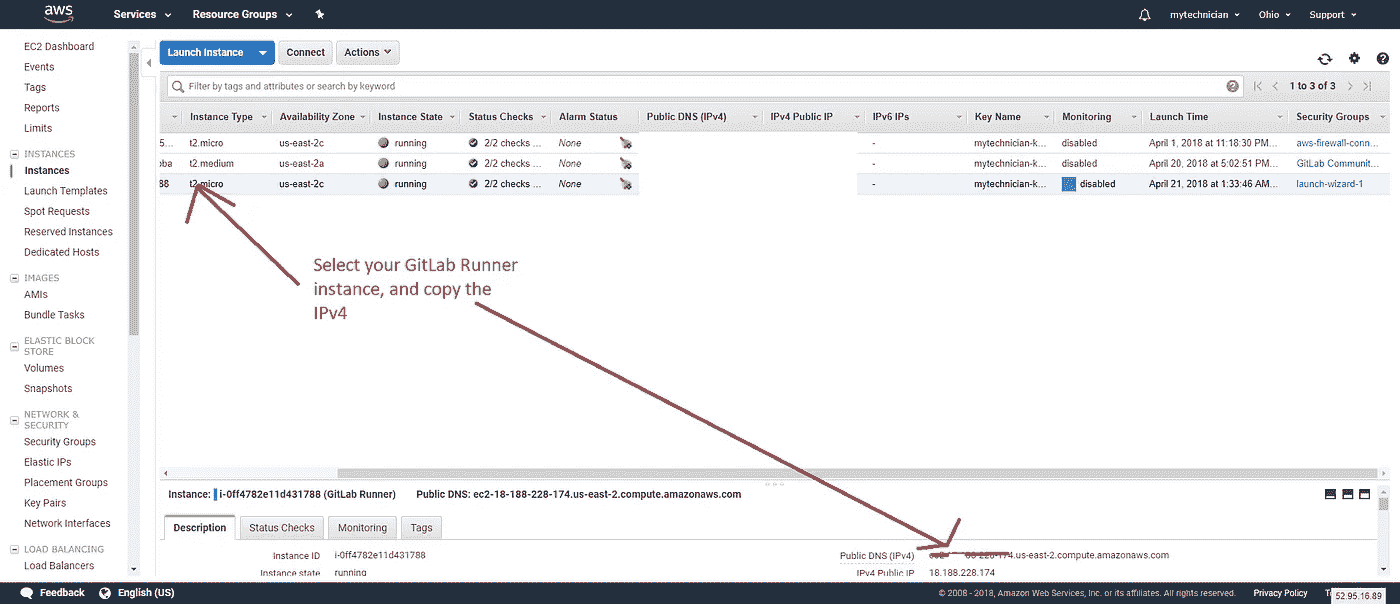 aws
Services
Resource Groups
mytechnician
Ohio
Support
EC2 Dashboard
Events
Tags
Reports
Limits
INSTANCES
Instances
Launch Templates
Spot Requests
Reserved Instances
Dedicated Hosts
IMAGES
AMIs
Bundle Tasks
ELASTIC BLOCK
STORE
Volumes
Snapshots
NETWORK &
SECURITY
Security Groups
Elastic IPs
Placement Groups
Key Pairs
Network Interfaces
LOAD BALANCING
Load Balancers
Launch Instance Connect Actions
Filter by tags and attributes or search by keyword
1 to 3 of 3
Instance Type Availability Zone Instance State Status Checks Alarm Status Public DNS (IPv4) IPv4 Public IP IPv6 IPs Key Name Monitoring Launch Time Security Groups
5... t2.micro us-east-2c running 2/2 checks ... None - mytechnician-k... disabled April 1, 2018 at 11:18:30 PM... aws-firewall-conn...
oba t2.medium us-east-2a running 2/2 checks ... None - mytechnician-k... disabled April 20, 2018 at 5:02:51 PM... GitLab Communit...
88 t2.micro us-east-2c running 2/2 checks ... None - mytechnician-k... disabled April 21, 2018 at 1:33:46 AM... launch-wizard-1
Select your GitLab Runner
instance, and copy the
IPv4
Instance: i-0ff4782e11d431788 (GitLab Runner) Public DNS: ec2-18-188-228-174.us-east-2.compute.amazonaws.com
Description Status Checks Monitoring Tags
Instance ID i-0ff4782e11d431788
Public DNS (IPv4) 174.us-east-2.compute.amazonaws.com
Instance state running
IPv4 Public IP 18.188.228.174
Feedback English (US)
© 2008 - 2018, Amazon Web Services, Inc. or its affiliates. All rights reserved. Privacy Policy
52.95.16.89